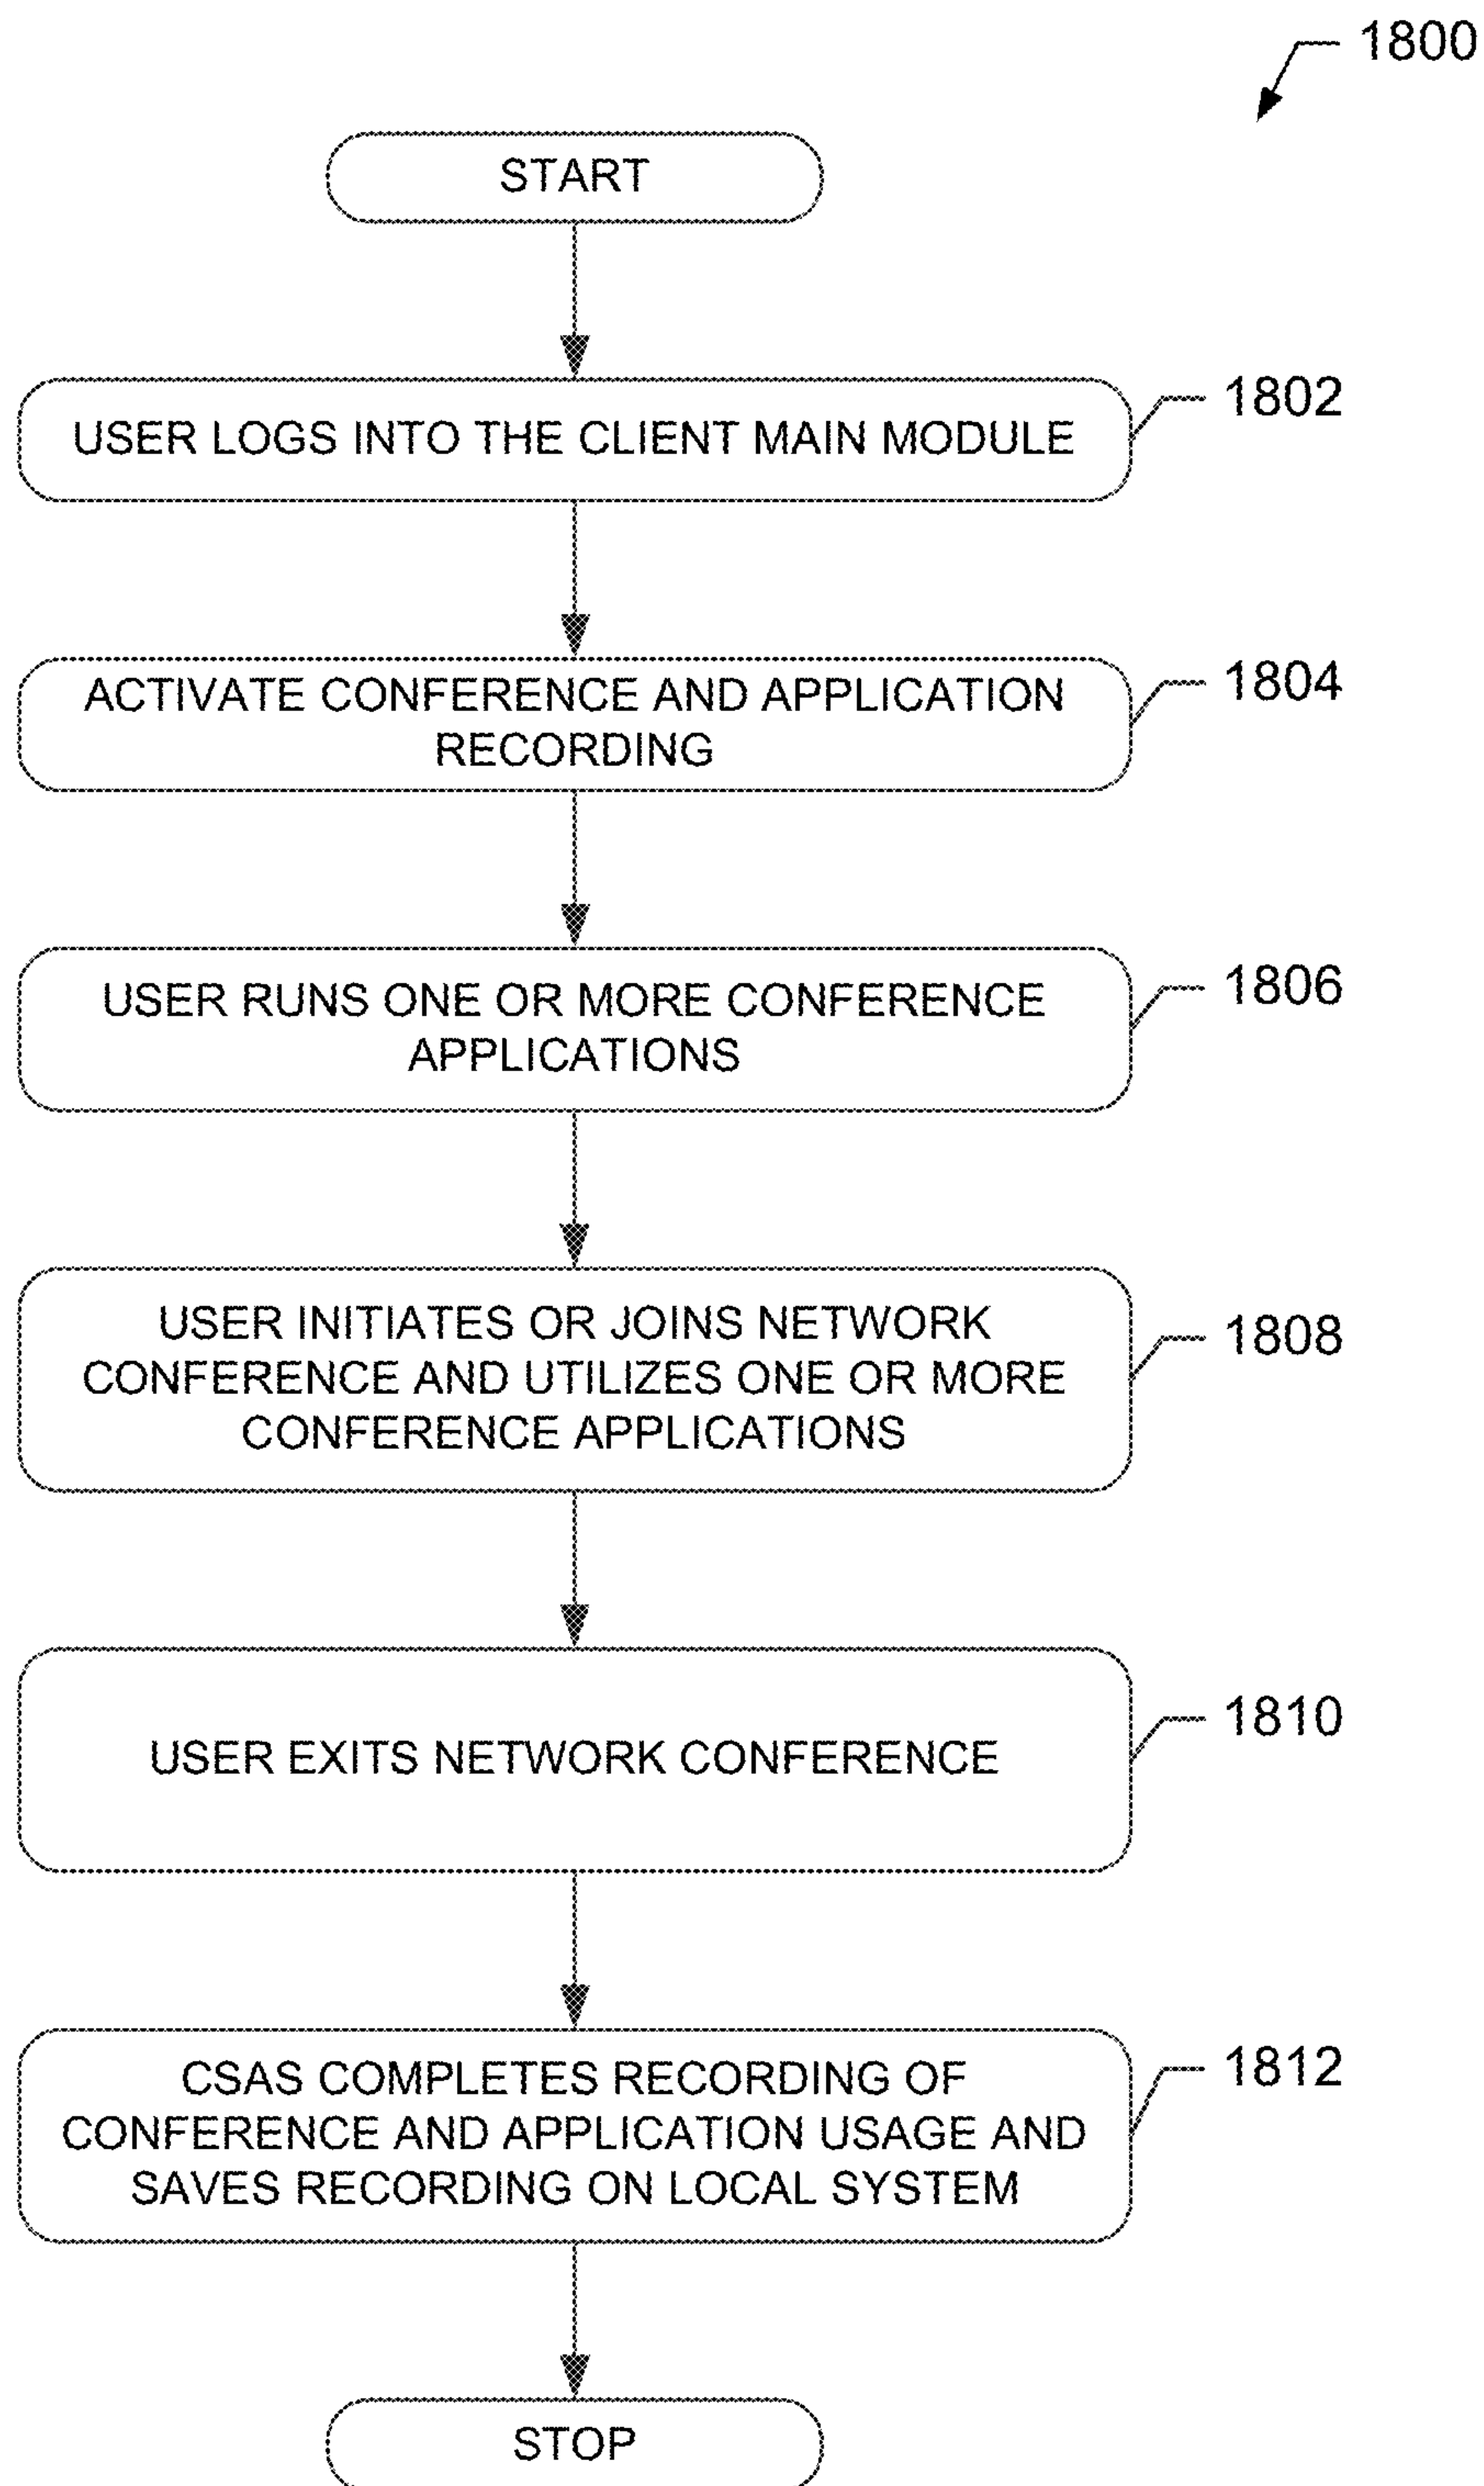 1800
START
USER LOGS INTO THE CLIENT MAIN MODULE
1802
ACTIVATE CONFERENCE AND APPLICATION
RECORDING
1804
USER RUNS ONE OR MORE CONFERENCE
APPLICATIONS
1806
USER INITIATES OR JOINS NETWORK
CONFERENCE AND UTILIZES ONE OR MORE
CONFERENCE APPLICATIONS
1808
USER EXITS NETWORK CONFERENCE
1810
CSAS COMPLETES RECORDING OF
CONFERENCE AND APPLICATION USAGE AND
SAVES RECORDING ON LOCAL SYSTEM
1812
STOP